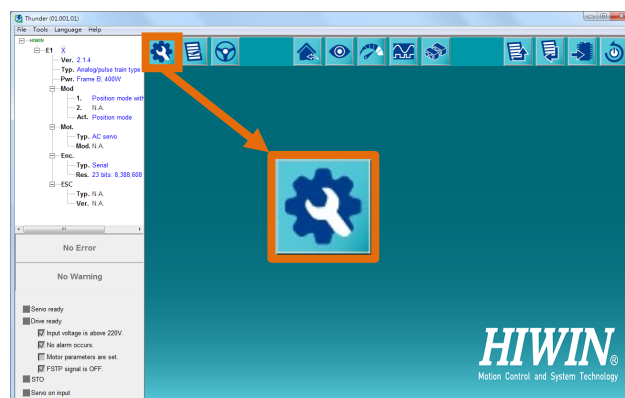 Thunder (01.001.01)
File Tools Language Help
HIWIN
E1 X
Ver. 2.1.4
Typ. Analog/pulse train type
Pwr. Frame B, 400W
Mod
1. Position mode with
2. N.A.
Act. Position mode
Mot.
Typ. AC servo
Mod. N.A.
Enc.
Typ. Serial
Res. 23 bits: 8,388,608
ESC
Typ. N.A.
Ver. N.A.
No Error
No Warning
Servo ready
Drive ready
Input voltage is above 220V.
No alarm occurs.
Motor parameters are set.
FSTP signal is OFF.
STO
Servo on input
HIWIN®
Motion Control and System Technology